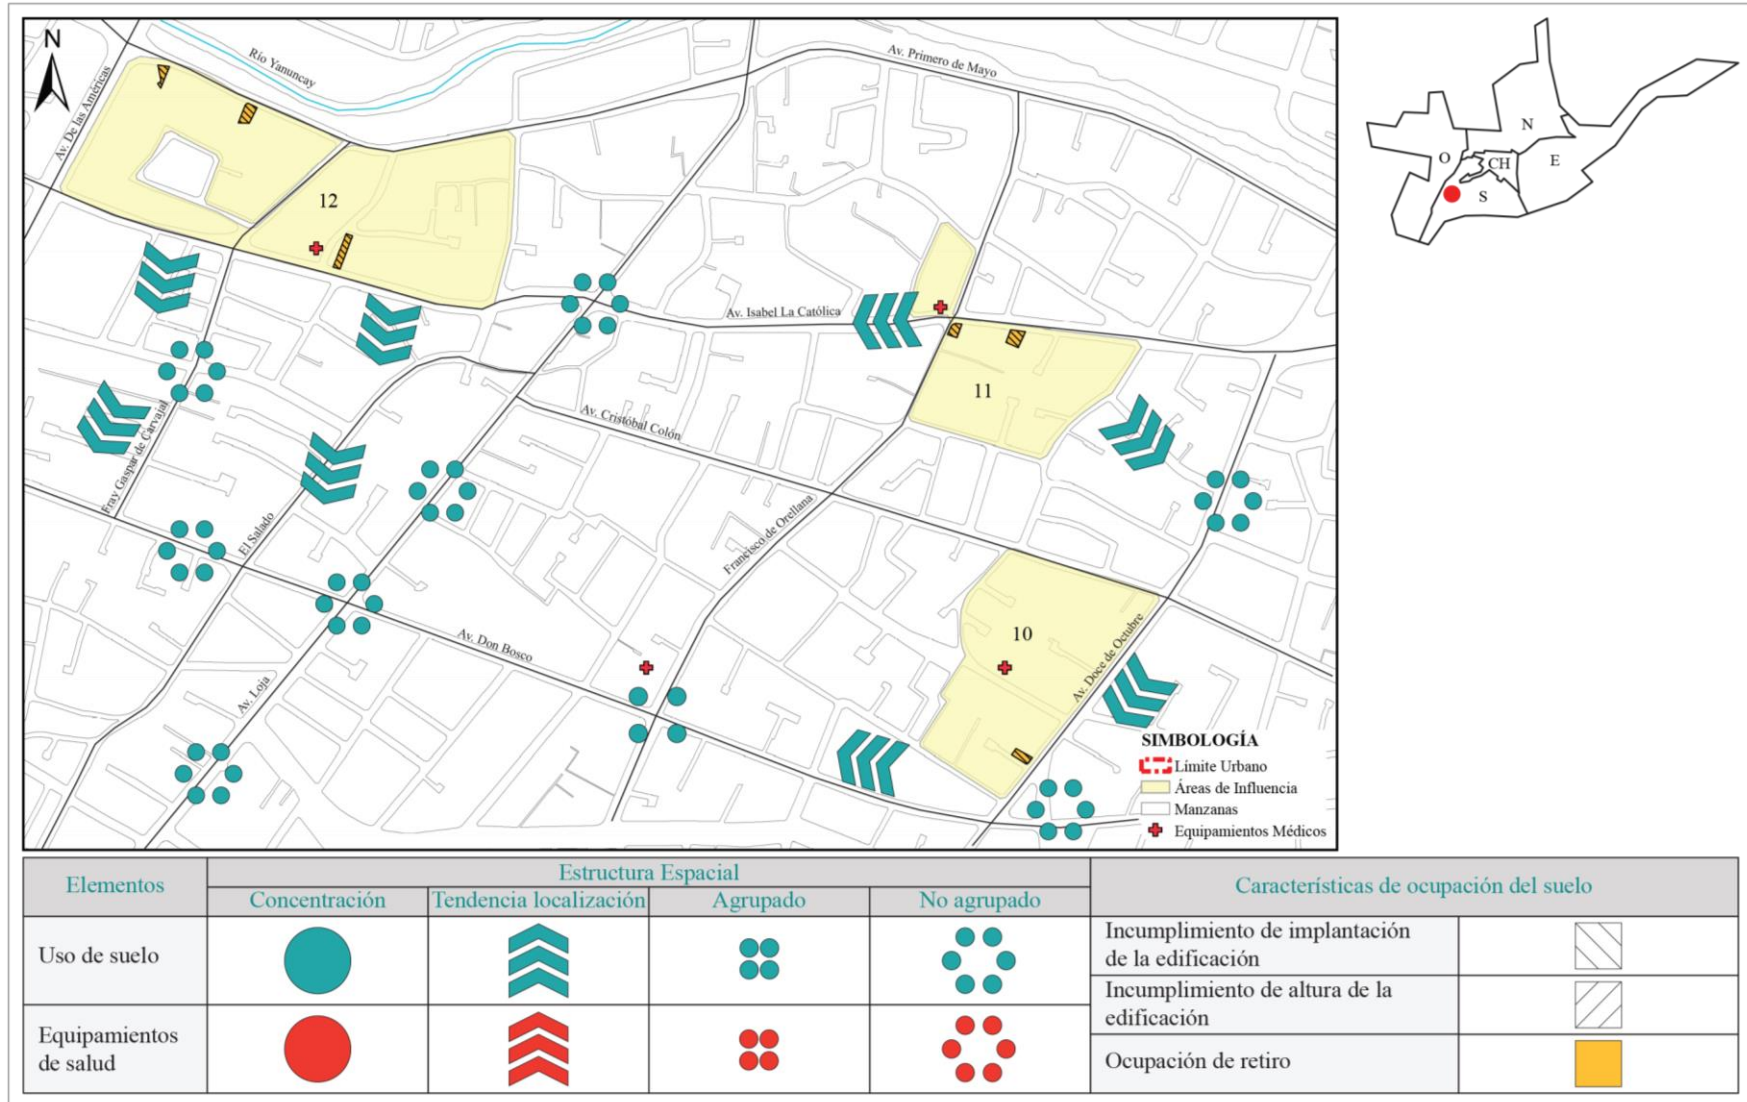 N
Río Yanuncay
Av. Primero de Mayo
Av. De las Américas
12
Av. Isabel La Católica
11
Av. Cristóbal Colón
Fray Gaspar de Carvajal
El Salado
Francisco de Orellana
10
Av. Don Bosco
Av. Loja
Av. Doce de Octubre
N
O
CH
E
S
SIMBOLOGÍA
Límite Urbano
Áreas de Influencia
Manzanas
Equipamientos Médicos
Elementos
Estructura Espacial
Características de ocupación del suelo
Concentración
Tendencia localización
Agrupado
No agrupado
Uso de suelo
Incumplimiento de implantación
de la edificación
Incumplimiento de altura de la
edificación
Equipamientos
de salud
Ocupación de retiro